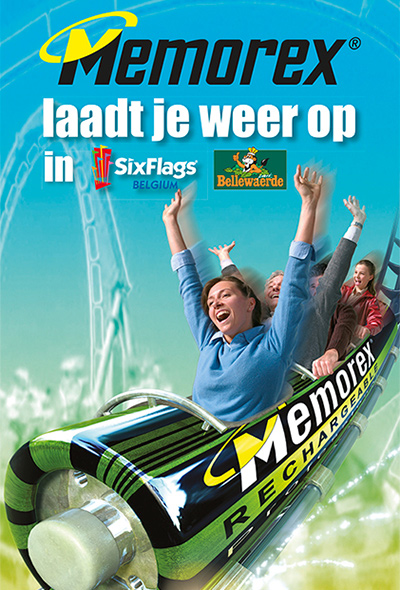 Memorex®
laadt je weer op
in SixFlags® Bellewaerde
BELGIUM
Memorex
RECHARGEABLE